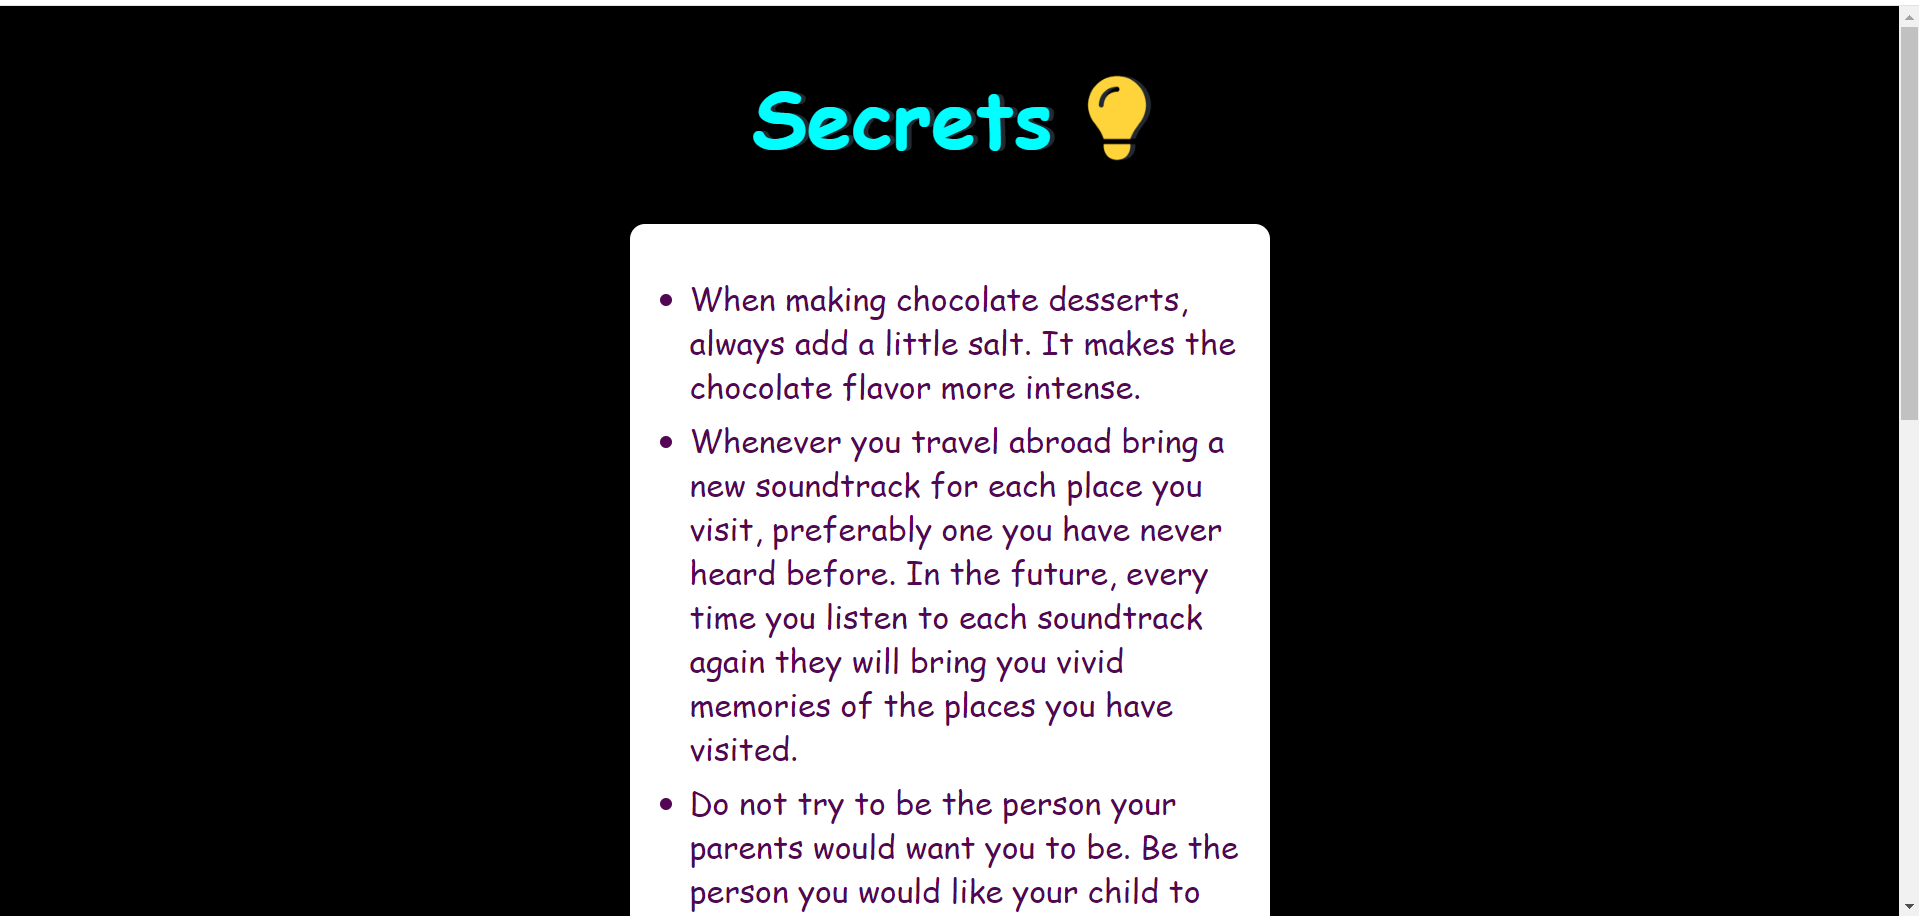 Secrets
When making chocolate desserts,
always add a little salt. It makes the
chocolate flavor more intense.
Whenever you travel abroad bring a
new soundtrack for each place you
visit, preferably one you have never
heard before. In the future, every
time you listen to each soundtrack
again they will bring you vivid
memories of the places you have
visited.
Do not try to be the person your
parents would want you to be. Be the
person you would like your child to